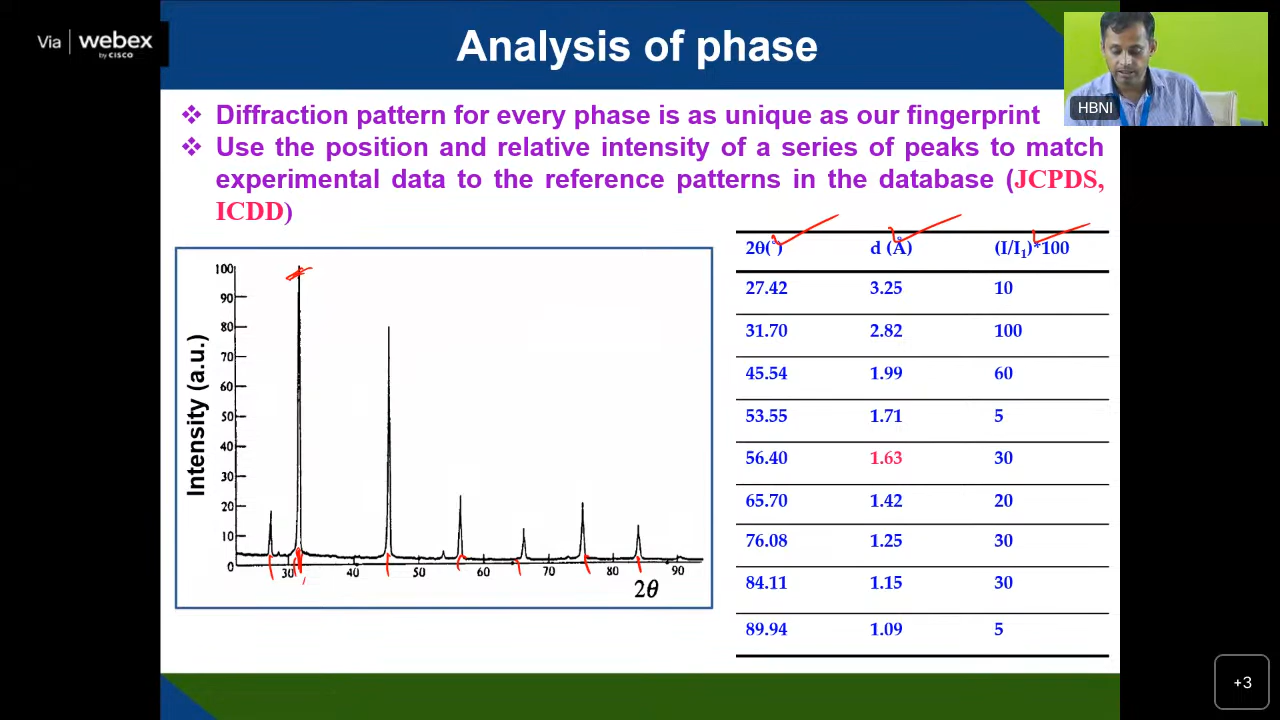 Via webex
by CISCO
Analysis of phase
HBNI
❖ Diffraction pattern for every phase is as unique as our fingerprint
❖ Use the position and relative intensity of a series of peaks to match
experimental data to the reference patterns in the database (JCPDS,
ICDD)
100
90
80
70
60
50
40
30
20
10
0
Intensity (a.u.)
30 40 50 60 70 80 90
2θ
2θ(°) d (Å) (I/I₁)*100
27.42 3.25 10
31.70 2.82 100
45.54 1.99 60
53.55 1.71 5
56.40 1.63 30
65.70 1.42 20
76.08 1.25 30
84.11 1.15 30
89.94 1.09 5
+3